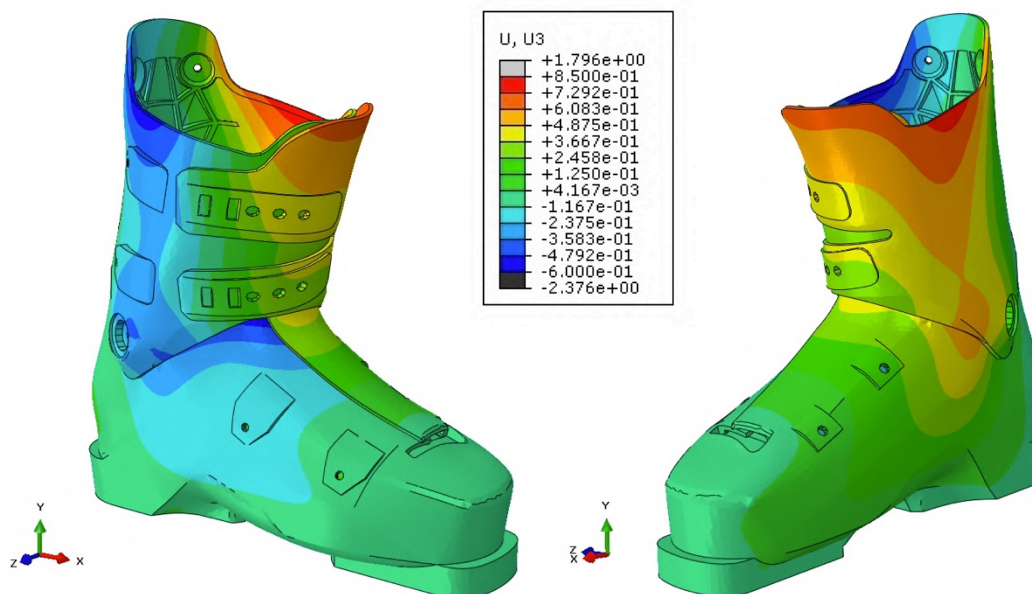 U, U3
+1.796e+00
+8.500e-01
+7.292e-01
+6.083e-01
+4.875e-01
+3.667e-01
+2.458e-01
+1.250e-01
+4.167e-03
-1.167e-01
-2.375e-01
-3.583e-01
-4.792e-01
-6.000e-01
-2.376e+00
Y
Z
X
Y
Z
X